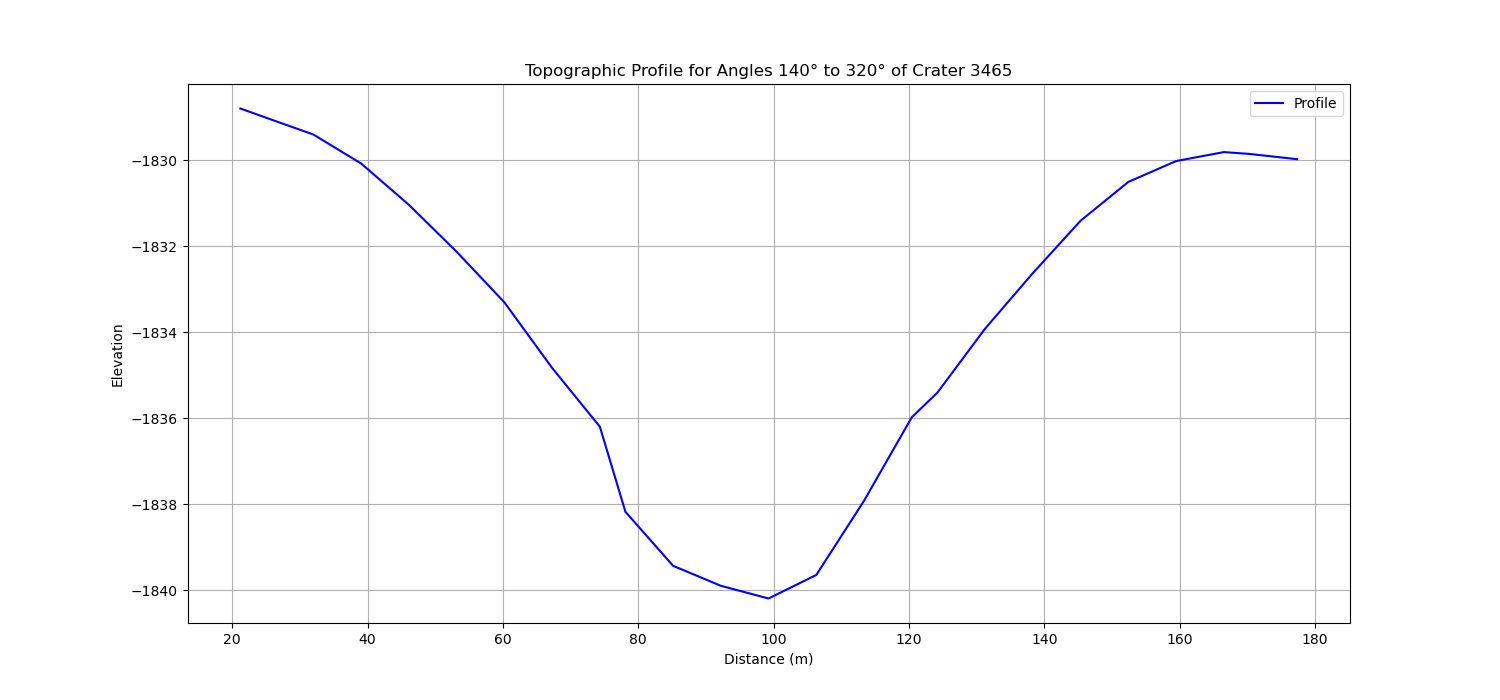 Topographic Profile for Angles 140° to 320° of Crater 3465
Profile
−1830
−1832
−1834
−1836
−1838
−1840
Elevation
20 40 60 80 100 120 140 160 180
Distance (m)